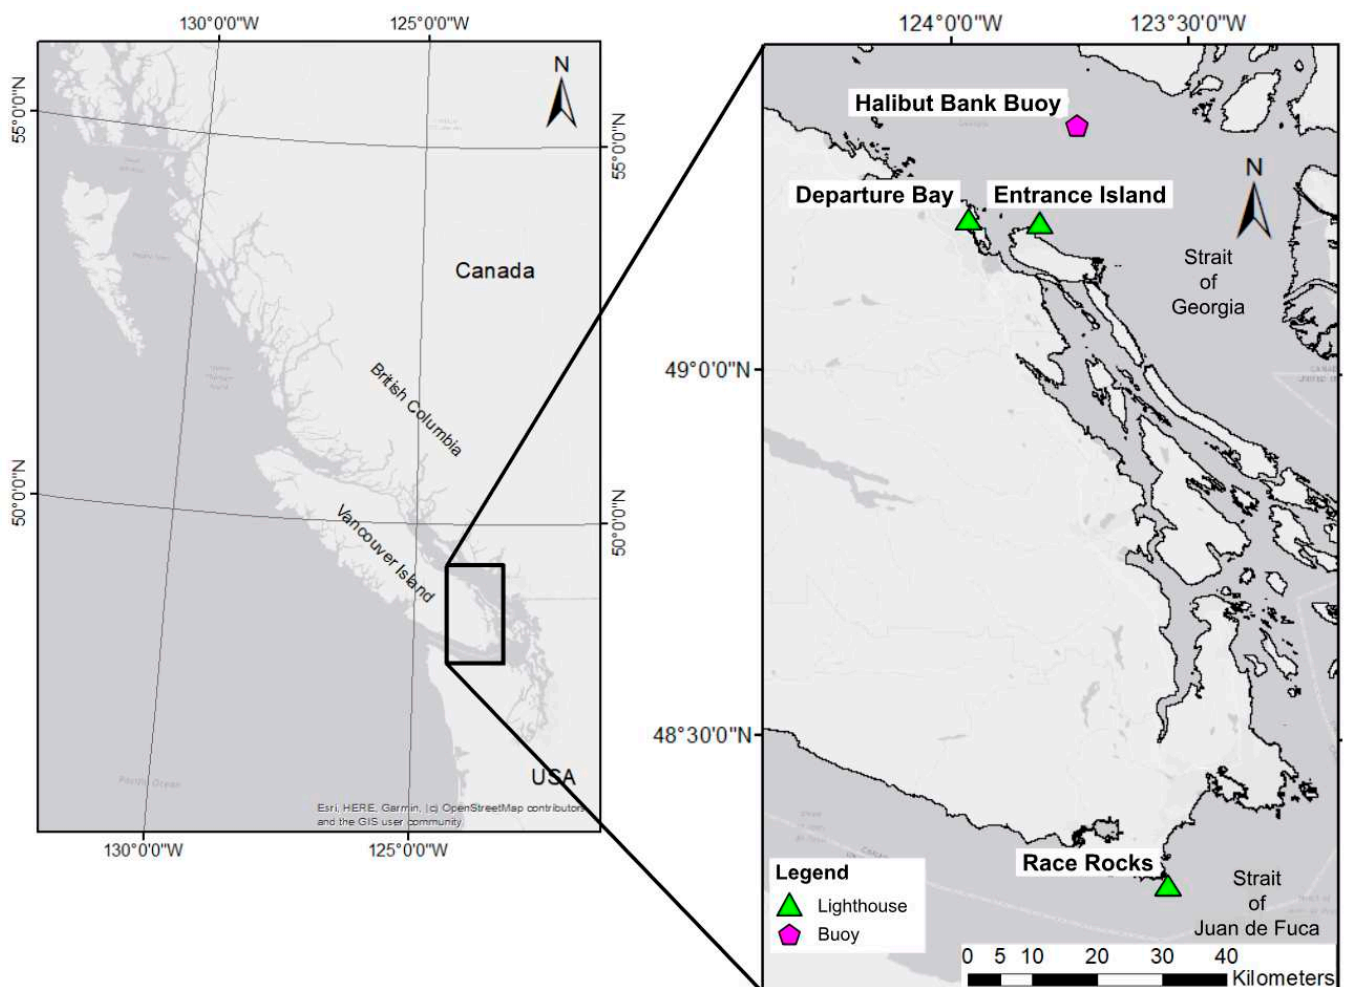 130°0'0"W
125°0'0"W
55°0'0"N
55°0'0"N
N
Canada
British Columbia
Vancouver Island
50°0'0"N
50°0'0"N
USA
Pacific Ocean
Esri, HERE, Garmin, (c) OpenStreetMap contributors,
and the GIS user community
130°0'0"W
125°0'0"W
124°0'0"W
123°30'0"W
Halibut Bank Buoy
N
Departure Bay
Entrance Island
Strait
of
Georgia
49°0'0"N
48°30'0"N
Race Rocks
Legend
Lighthouse
Buoy
Strait
of
Juan de Fuca
0 5 10 20 30 40
Kilometers